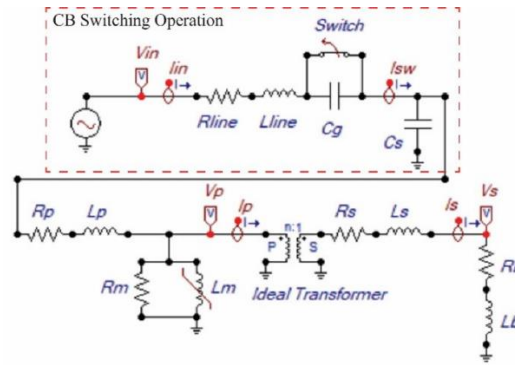 CB Switching Operation
Switch
Vin
V
Iin
I
Isw
I
Rline
Lline
Cg
Cs
Rp
Lp
Vp
V
Ip
I
n:1
P
S
Rs
Ls
Is
I
Vs
V
Rm
Lm
Ideal Transformer